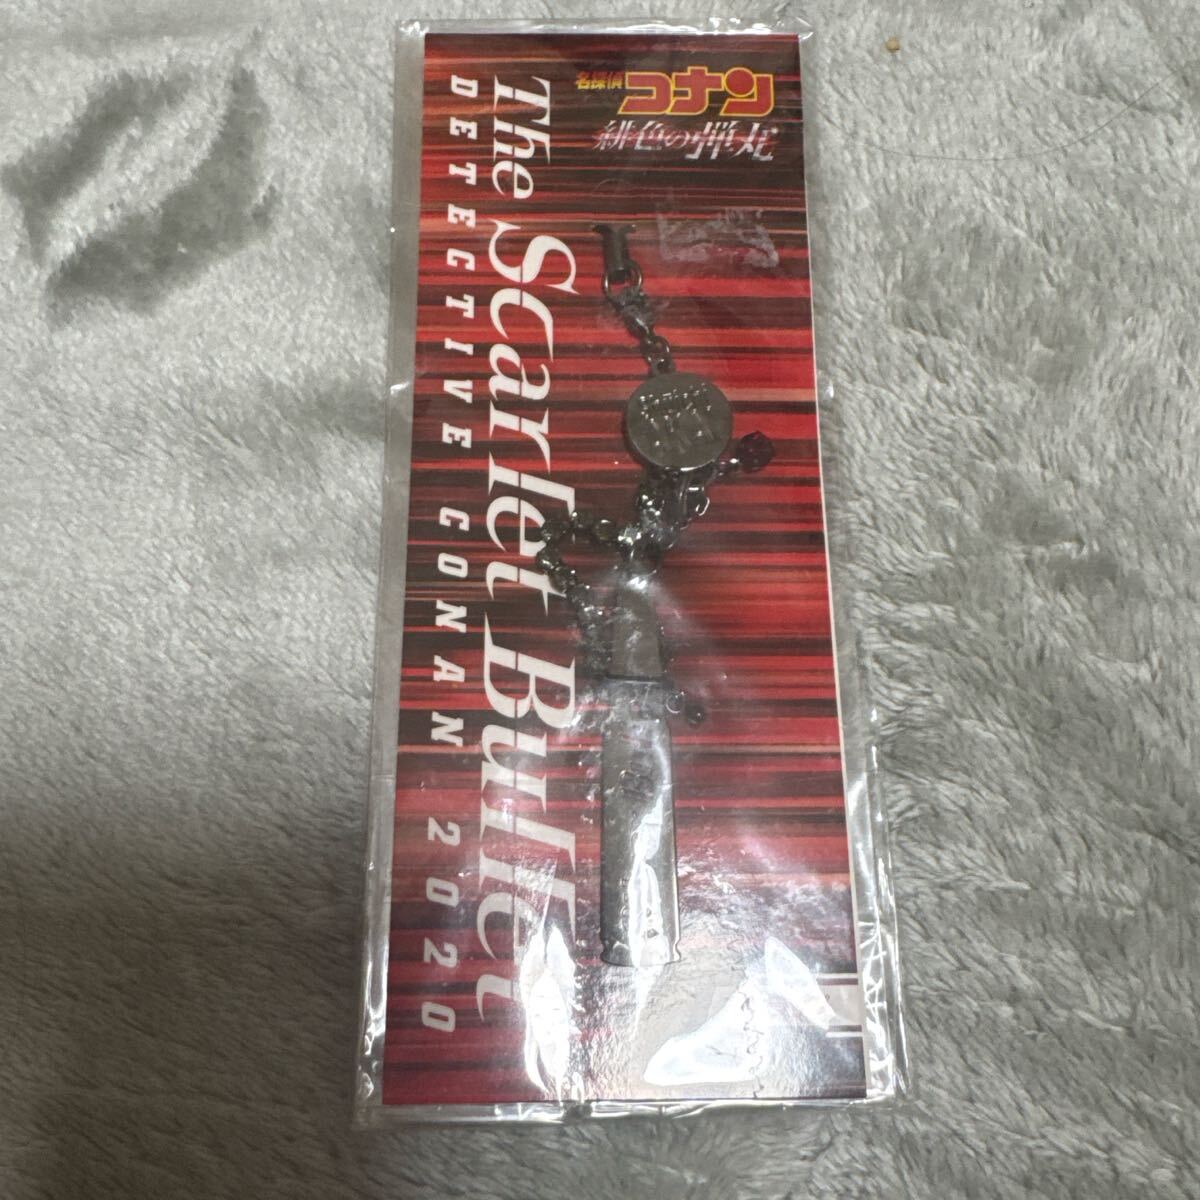 名探偵
コナン
緋色の弾丸
The Scarlet Bullet
DETECTIVE CONAN 2020